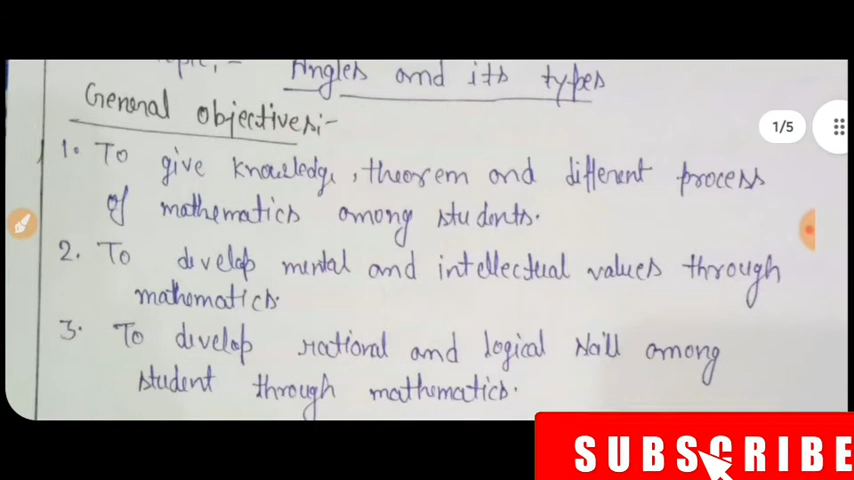 Topic:- Angles and its types
General objectives:-
1/5
1. To give knowledge, theorem and different process
of mathematics among students.
2. To develop mental and intellectual values through
mathematics.
3. To develop rational and logical skill among
student through mathematics.
SUBSCRIBE